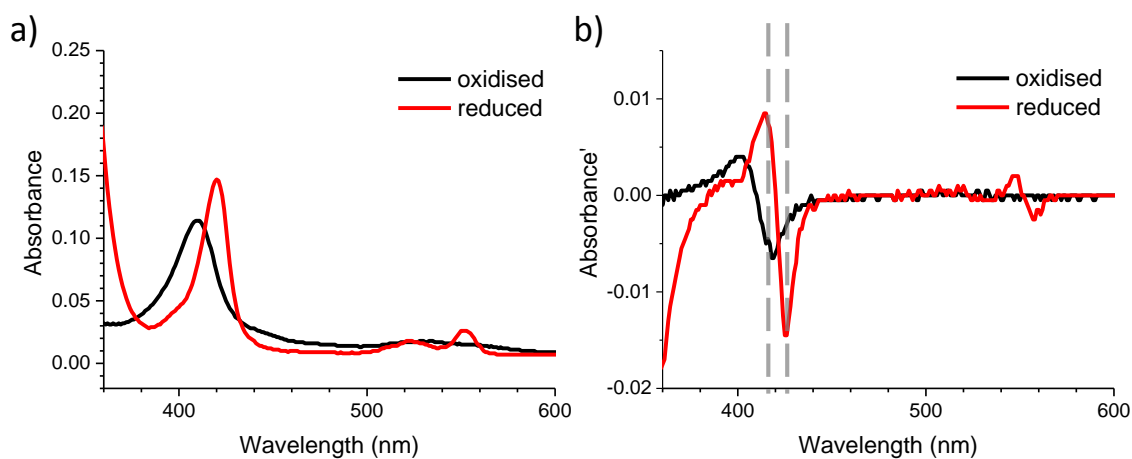 a)
0.25
0.20
0.15
0.10
0.05
0.00
Absorbance
oxidised
reduced
400
500
600
Wavelength (nm)
b)
0.01
0.00
-0.01
-0.02
Absorbance'
oxidised
reduced
400
500
600
Wavelength (nm)